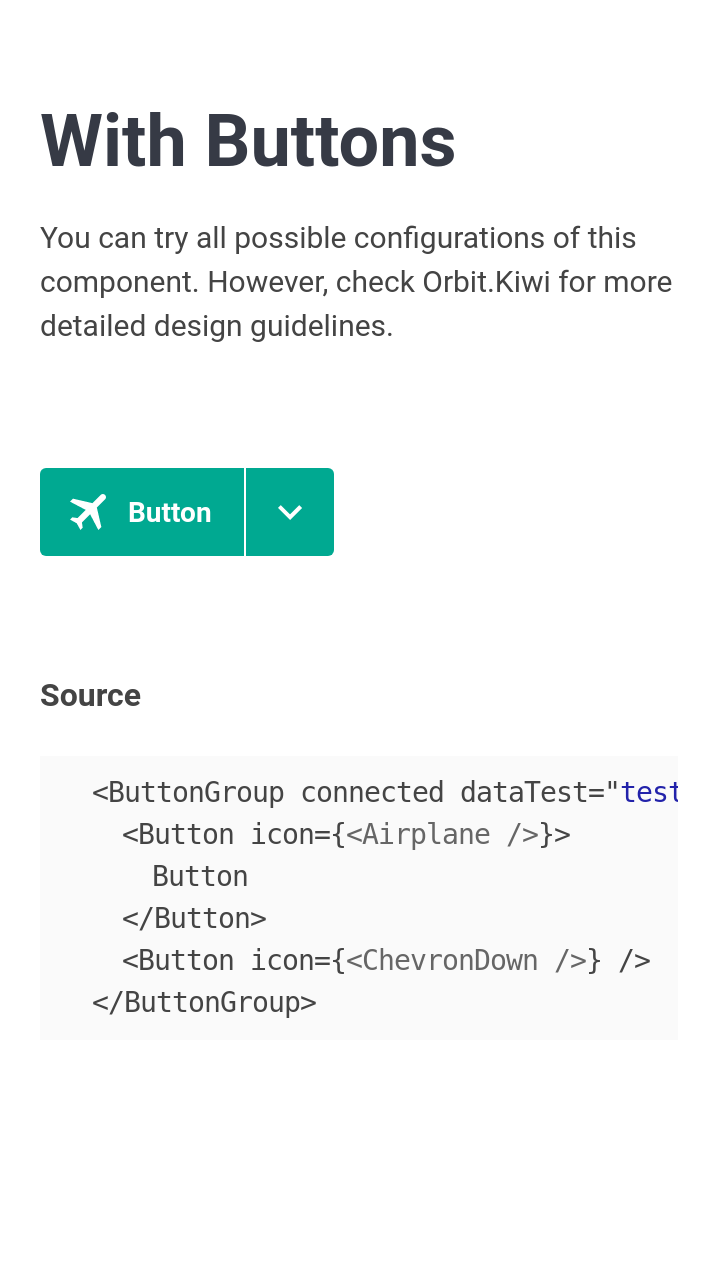 With Buttons
You can try all possible configurations of this
component. However, check Orbit.Kiwi for more
detailed design guidelines.
Button
Source
<ButtonGroup connected dataTest="test
<Button icon={<Airplane />}>
Button
</Button>
<Button icon={<ChevronDown />} />
</ButtonGroup>